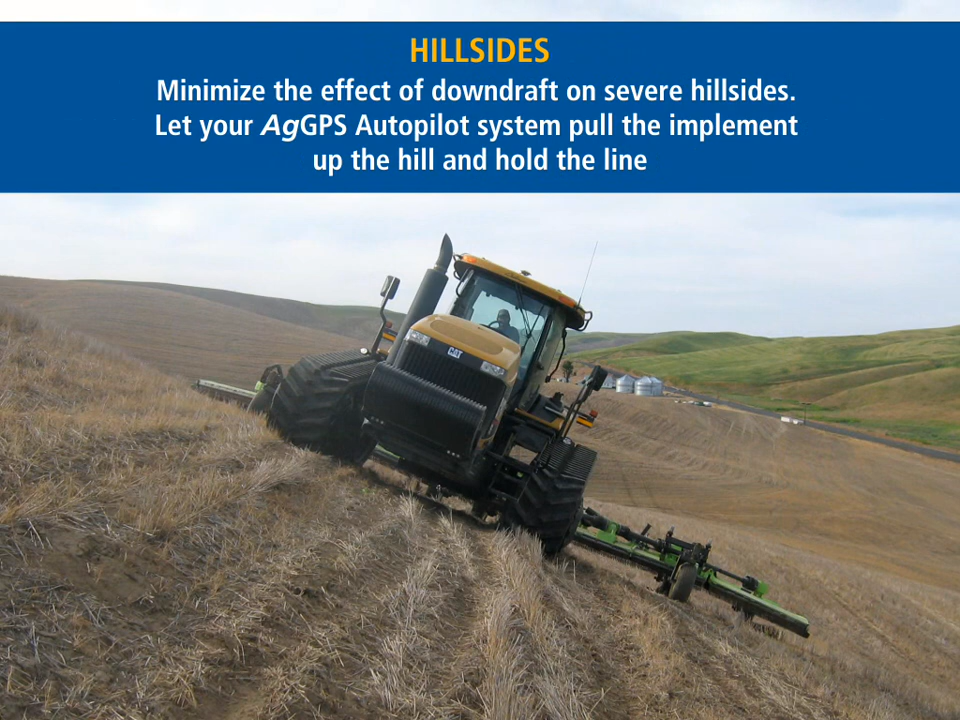 HILLSIDES
Minimize the effect of downdraft on severe hillsides.
Let your AgGPS Autopilot system pull the implement
up the hill and hold the line
CAT